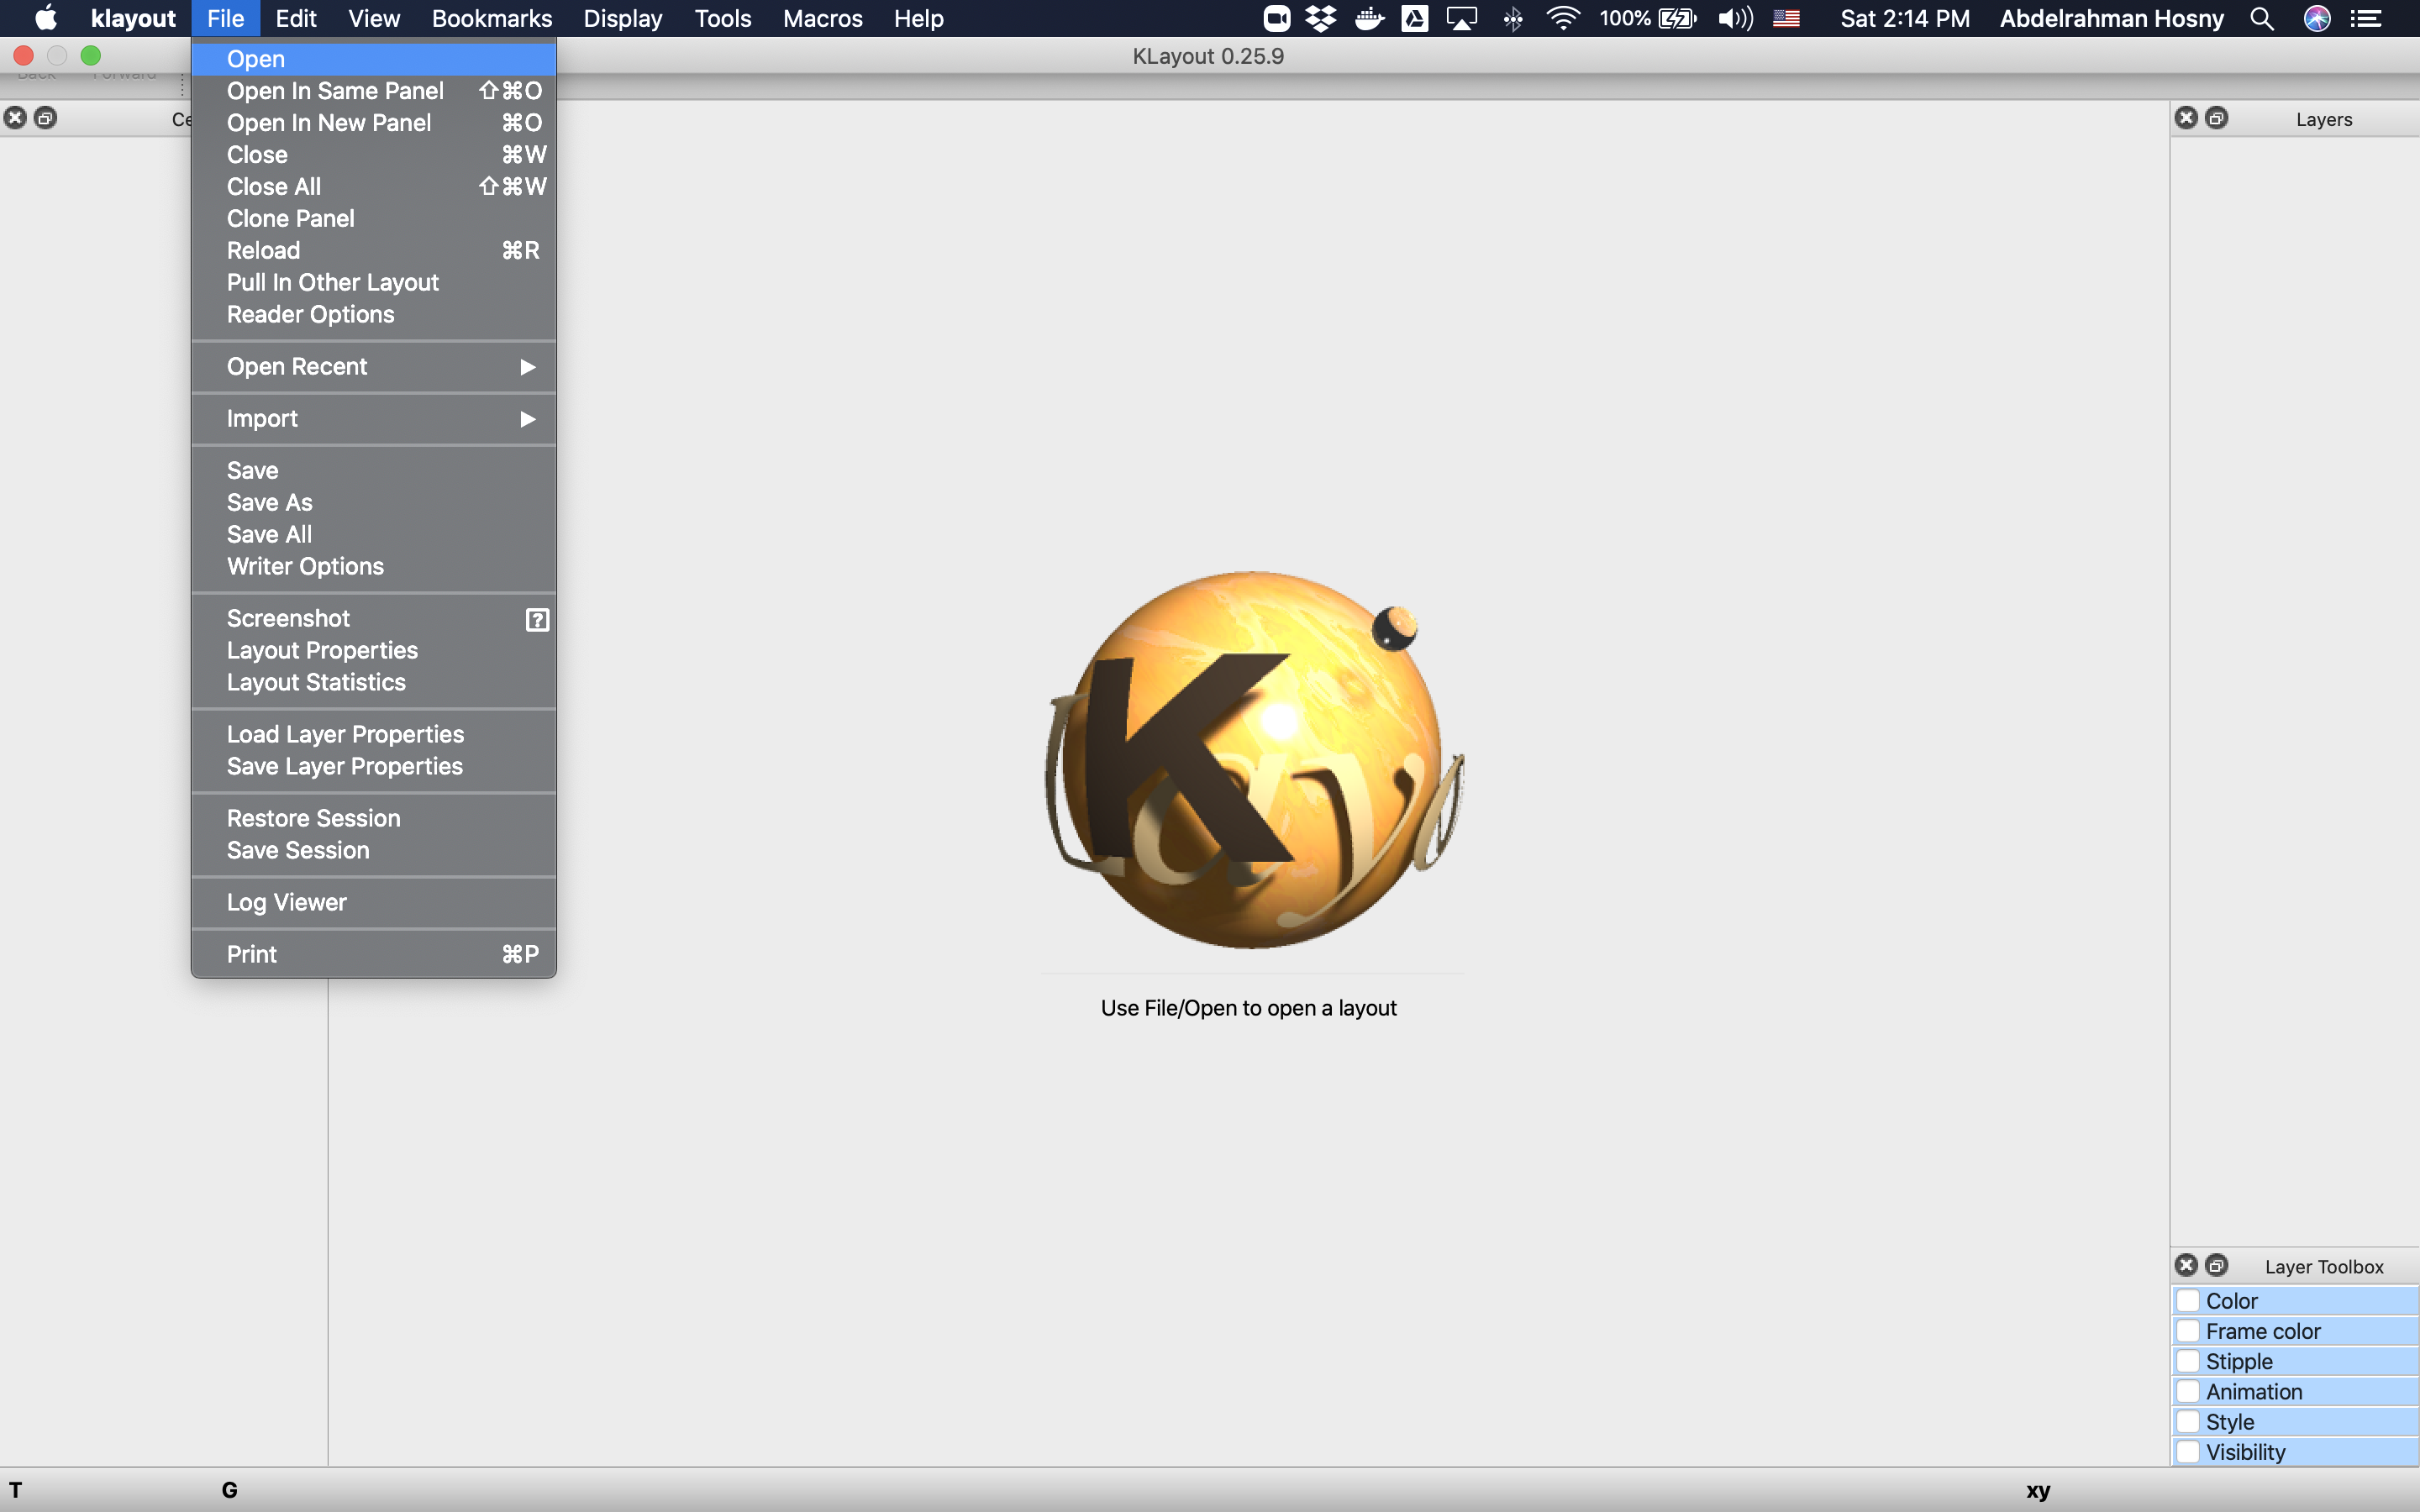 klayout File Edit View Bookmarks Display Tools Macros Help 100% Sat 2:14 PM Abdelrahman Hosny
KLayout 0.25.9
Back Forward
Open
Open In Same Panel ⇧⌘O
Open In New Panel ⌘O
Close ⌘W
Close All ⇧⌘W
Clone Panel
Reload ⌘R
Pull In Other Layout
Reader Options
Open Recent ▶
Import ▶
Save
Save As
Save All
Writer Options
Screenshot ?
Layout Properties
Layout Statistics
Load Layer Properties
Save Layer Properties
Restore Session
Save Session
Log Viewer
Print ⌘P
Ce
K
Use File/Open to open a layout
Layers
Layer Toolbox
Color
Frame color
Stipple
Animation
Style
Visibility
T G xy